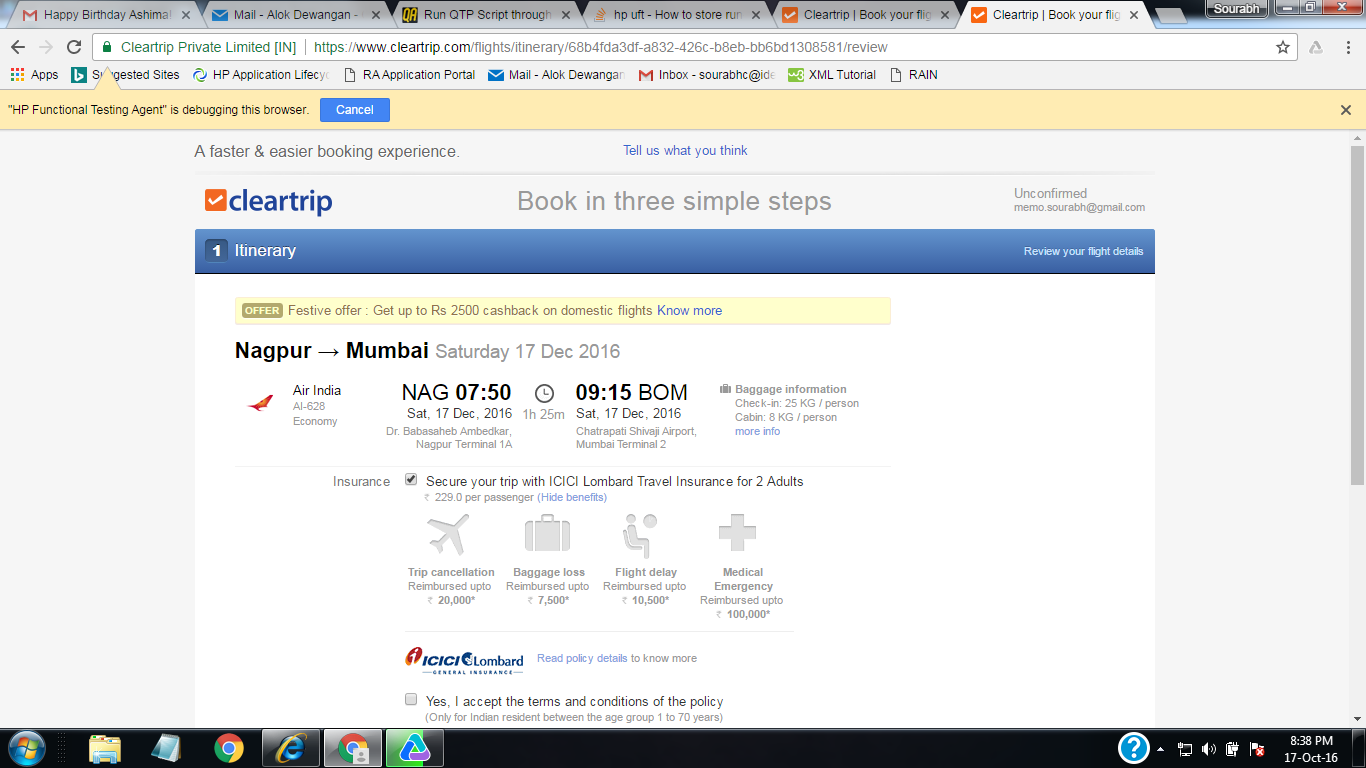 Happy Birthday Ashimal
Mail - Alok Dewangan -
Run QTP Script through
hp uft - How to store run
Cleartrip | Book your flig
Cleartrip | Book your flig
Sourabh
Cleartrip Private Limited [IN]
https://www.cleartrip.com/flights/itinerary/68b4fda3df-a832-426c-b8eb-bb6bd1308581/review
Apps
Suggested Sites
HP Application Lifecyc
RA Application Portal
Mail - Alok Dewangan
Inbox - sourabhc@ide
XML Tutorial
RAIN
"HP Functional Testing Agent" is debugging this browser.
Cancel
A faster & easier booking experience.
Tell us what you think
cleartrip
Book in three simple steps
Unconfirmed
memo.sourabh@gmail.com
1 Itinerary
Review your flight details
OFFER Festive offer : Get up to Rs 2500 cashback on domestic flights Know more
Nagpur → Mumbai Saturday 17 Dec 2016
Air India
AI-628
Economy
NAG 07:50
Sat, 17 Dec, 2016
Dr. Babasaheb Ambedkar,
Nagpur Terminal 1A
1h 25m
09:15 BOM
Sat, 17 Dec, 2016
Chatrapati Shivaji Airport,
Mumbai Terminal 2
Baggage information
Check-in: 25 KG / person
Cabin: 8 KG / person
more info
Insurance
Secure your trip with ICICI Lombard Travel Insurance for 2 Adults
₹ 229.0 per passenger (Hide benefits)
Trip cancellation
Reimbursed upto
₹ 20,000*
Baggage loss
Reimbursed upto
₹ 7,500*
Flight delay
Reimbursed upto
₹ 10,500*
Medical
Emergency
Reimbursed upto
₹ 100,000*
ICICI Lombard
GENERAL INSURANCE
Read policy details to know more
Yes, I accept the terms and conditions of the policy
(Only for Indian resident between the age group 1 to 70 years)
8:38 PM
17-Oct-16